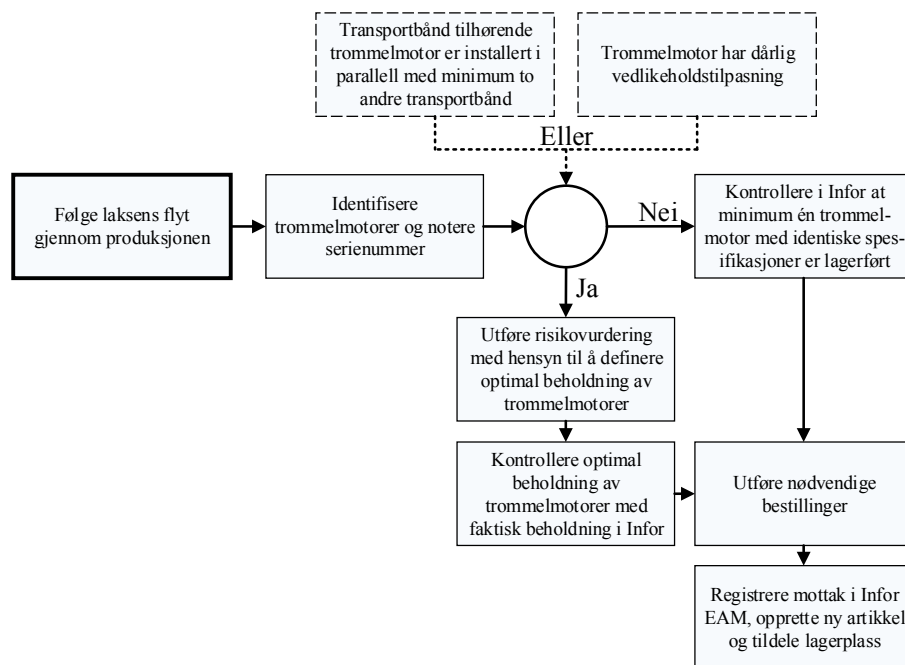 Transportbånd tilhørende
trommelmotor er installert i
parallell med minimum to
andre transportbånd
Trommelmotor har dårlig
vedlikeholdstilpasning
Eller
Følge laksens flyt
gjennom produksjonen
Identifisere
trommelmotorer og notere
serienummer
Nei
Kontrollere i Infor at
minimum én trommel-
motor med identiske spes-
ifikasjoner er lagerført
Ja
Utføre risikovurdering
med hensyn til å definere
optimal beholdning av
trommelmotorer
Kontrollere optimal
beholdning av
trommelmotorer med
faktisk beholdning i Infor
Utføre nødvendige
bestillinger
Registrere mottak i Infor
EAM, opprette ny artikkel
og tildele lagerplass